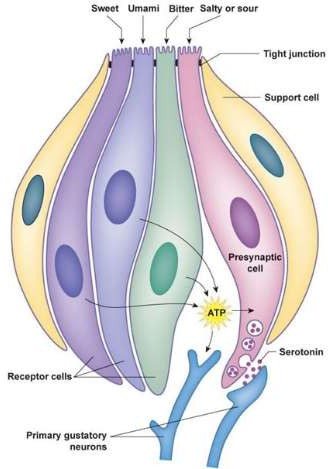 Sweet Umami Bitter Salty or sour
Tight junction
Support cell
Presynaptic
cell
ATP
Serotonin
Receptor cells
Primary gustatory
neurons